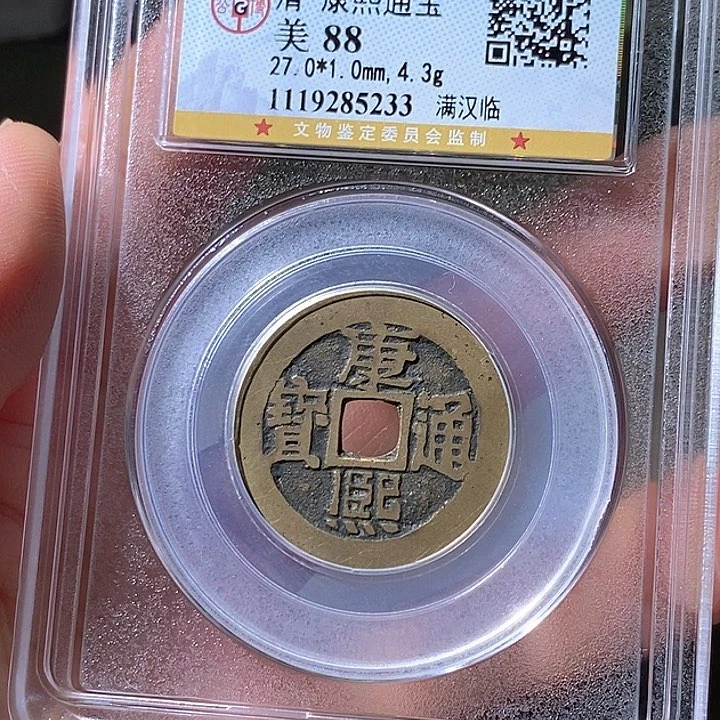 清 康熙通宝
美 88
27.0*1.0mm,4.3g
1119285233 满汉临
文物鉴定委员会监制
康
寶 通
熙